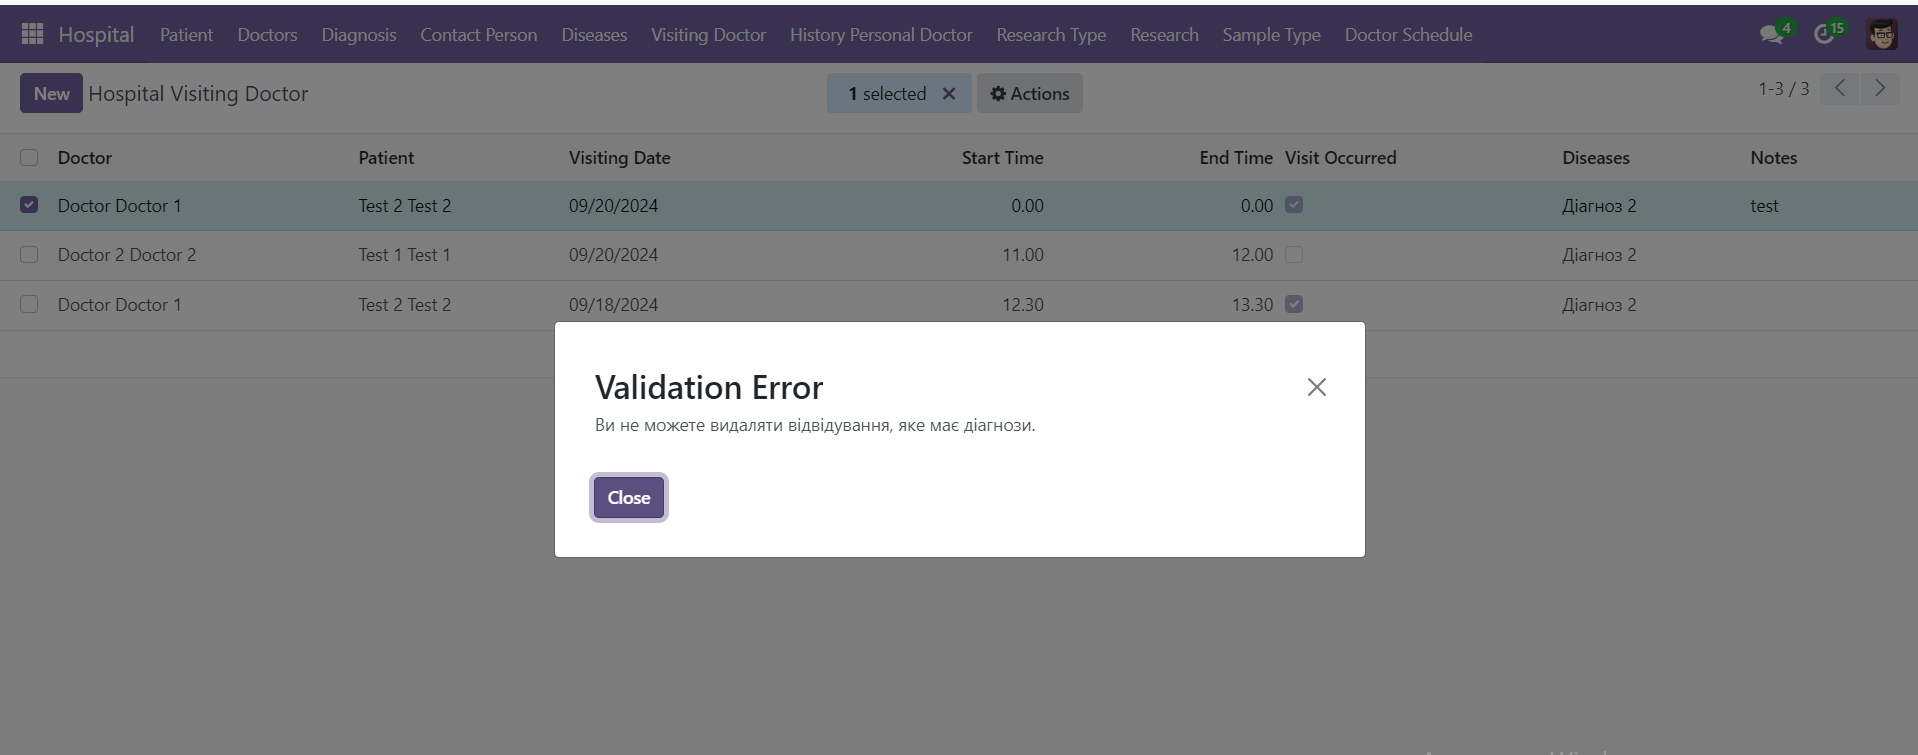 Hospital Patient Doctors Diagnosis Contact Person Diseases Visiting Doctor History Personal Doctor Research Type Research Sample Type Doctor Schedule 4 15
New Hospital Visiting Doctor 1 selected Actions 1-3 / 3
Doctor Patient Visiting Date Start Time End Time Visit Occurred Diseases Notes
Doctor Doctor 1 Test 2 Test 2 09/20/2024 0.00 0.00 Діагноз 2 test
Doctor 2 Doctor 2 Test 1 Test 1 09/20/2024 11.00 12.00 Діагноз 2
Doctor Doctor 1 Test 2 Test 2 09/18/2024 12.30 13.30 Діагноз 2
Validation Error
Ви не можете видаляти відвідування, яке має діагнози.
Close